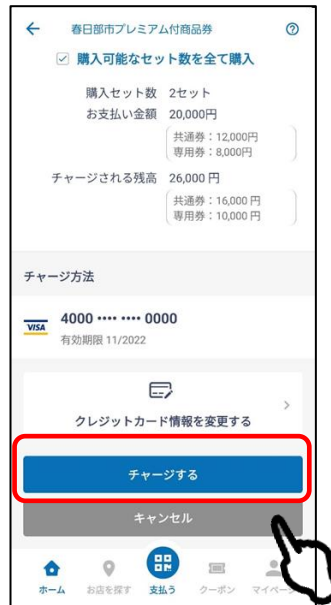 春日部市プレミアム付商品券
購入可能なセット数を全て購入
購入セット数 2セット
お支払い金額 20,000円
共通券：12,000円
専用券：8,000円
チャージされる残高 26,000 円
共通券：16,000 円
専用券：10,000 円
チャージ方法
VISA 4000 •••• •••• 0000
有効期限 11/2022
クレジットカード情報を変更する
チャージする
キャンセル
ホーム お店を探す 支払う クーポン マイペー